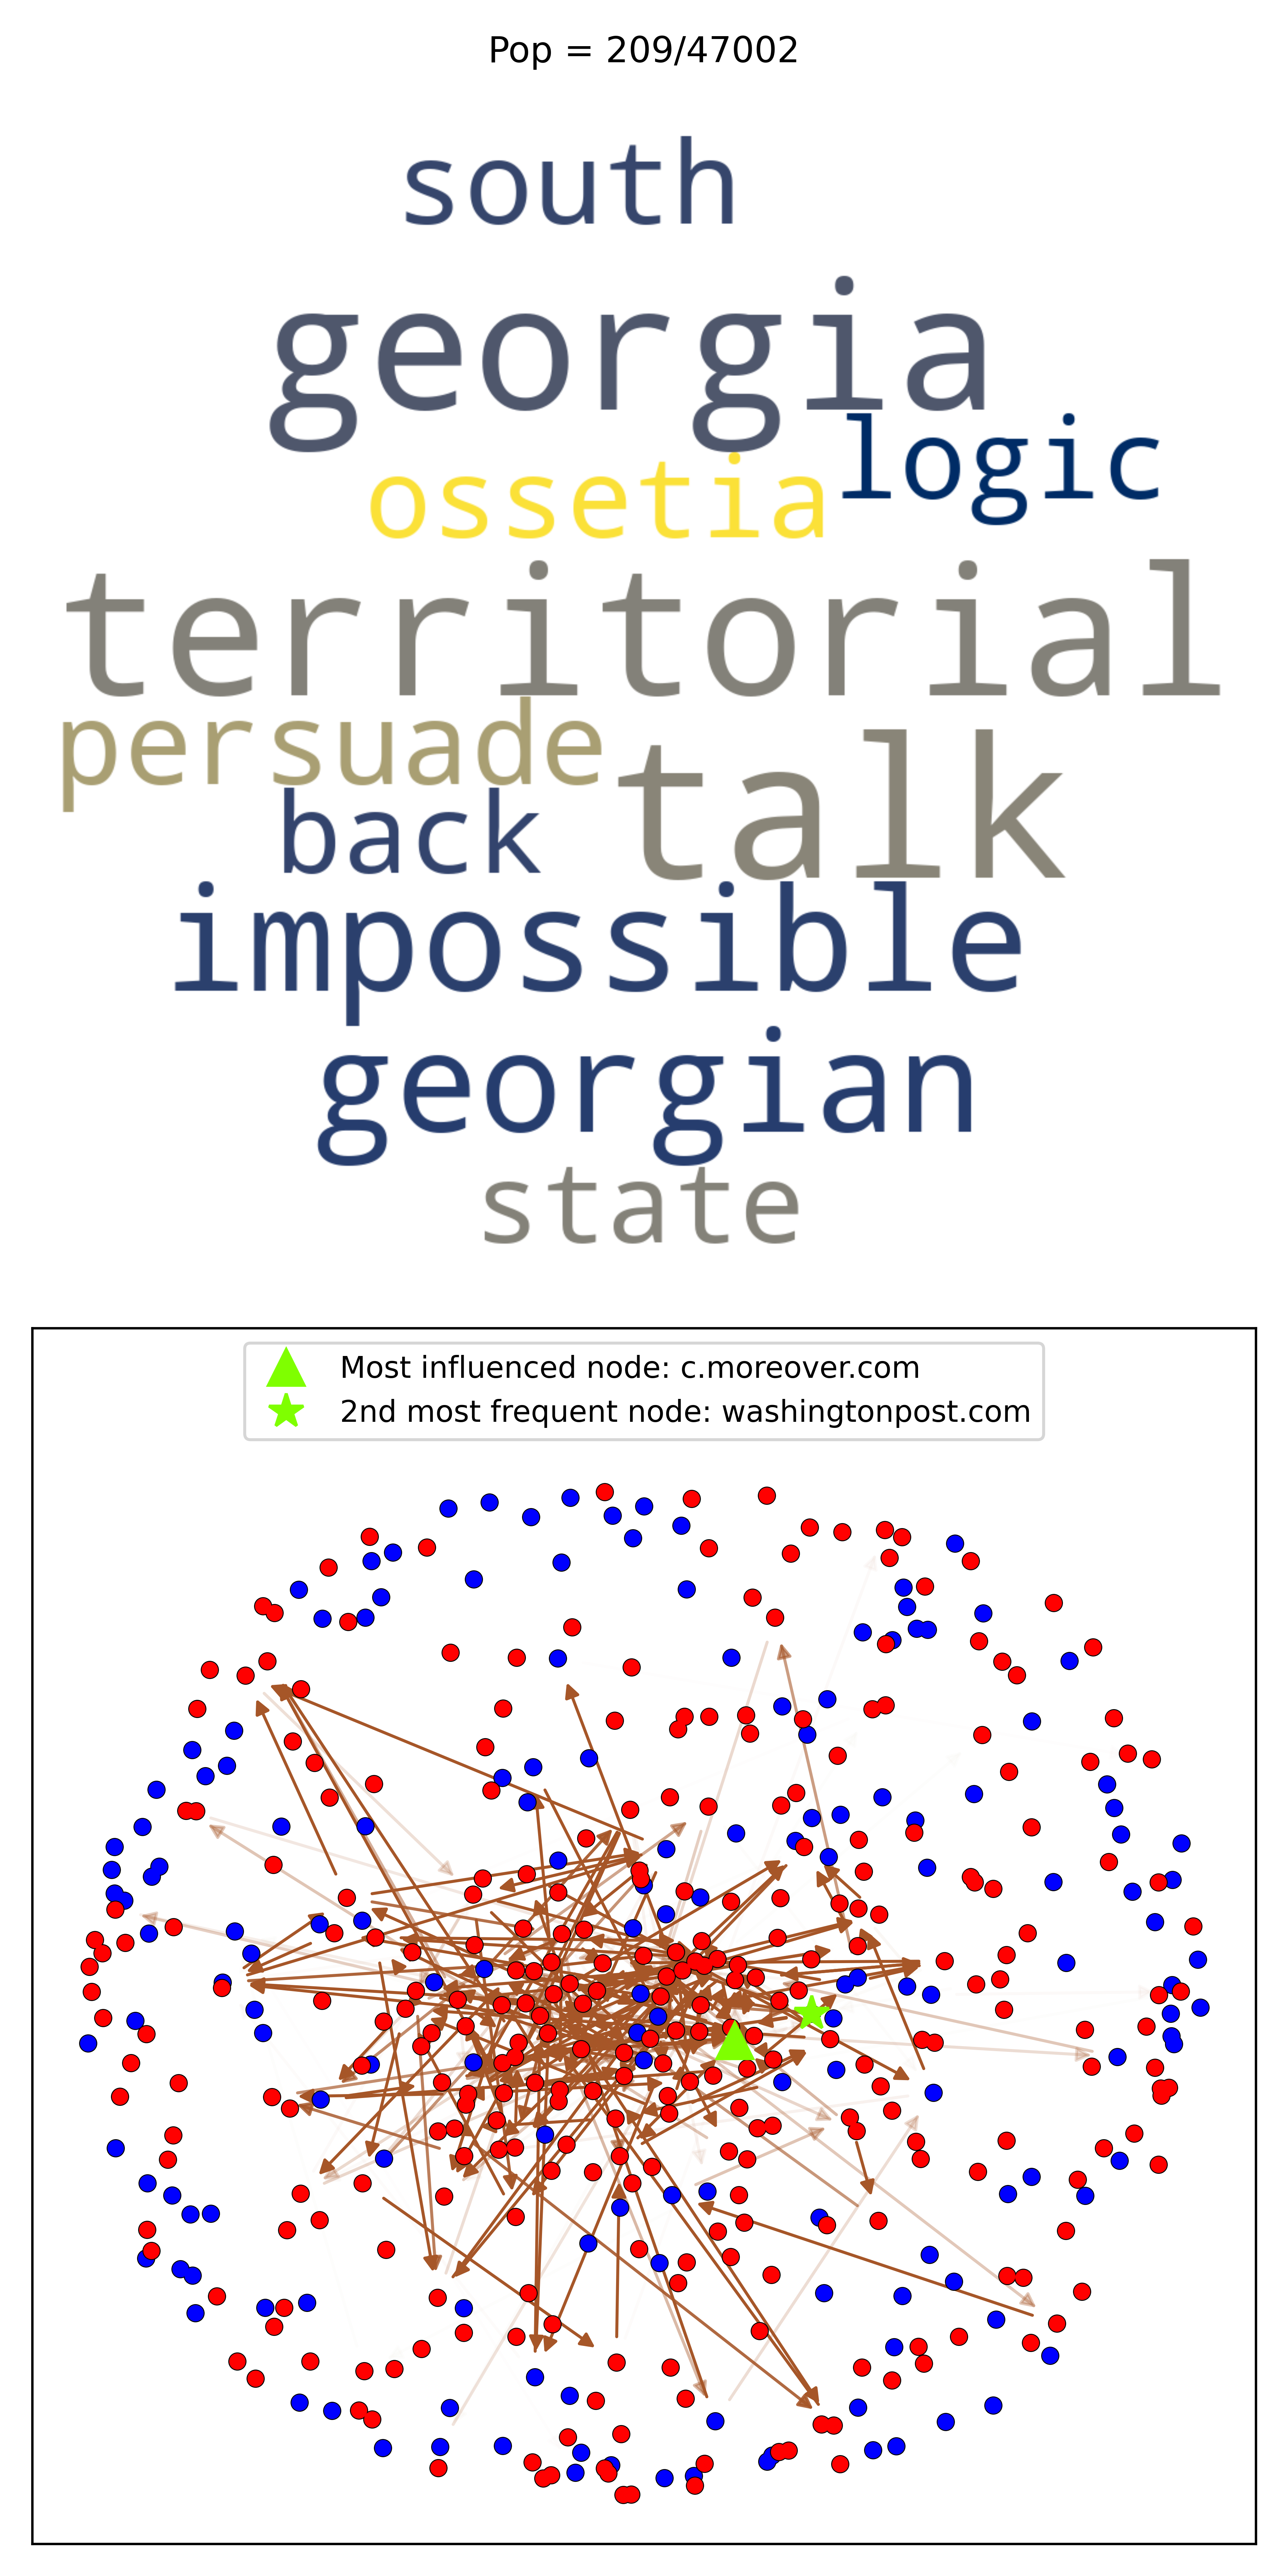 Pop = 209/47002
south
georgia
logic
ossetia
territorial
persuade
talk
back
impossible
georgian
state
Most influenced node: c.moreover.com
2nd most frequent node: washingtonpost.com